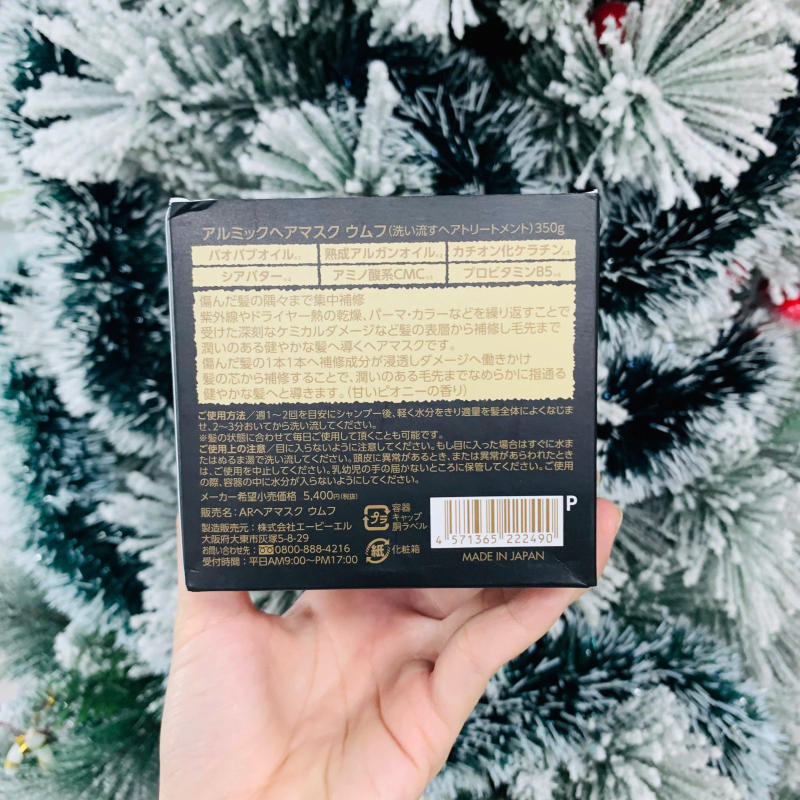 アルミックヘアマスク ウムフ(洗い流すヘアトリートメント)350g
バオバブオイル 熟成アルガンオイル カチオン化ケラチン
シアバター アミノ酸系CMC プロビタミンB5
傷んだ髪の隅々まで集中補修
紫外線やドライヤー熱の乾燥、パーマ・カラーなどを繰り返すことで
受けた深刻なケミカルダメージなど髪の表層から補修し毛先まで
潤いのある健やかな髪へ導くヘアマスクです。
傷んだ髪の1本1本へ補修成分が浸透しダメージへ働きかけ
髪の芯から補修することで、潤いのある毛先までなめらかに指通る
健やかな髪へと導きます。(甘いピオニーの香り)
ご使用方法/週1〜2回を目安にシャンプー後、軽く水分をきり適量を髪全体によくなじま
せ、2〜3分おいてから洗い流してください。
※髪の状態に合わせて毎日ご使用して頂くことも可能です。
ご使用上の注意/目に入らないように注意してください。もし目に入った場合はすぐに水ま
たはぬるま湯で洗い流してください。頭皮に異常があるとき、または異常があらわれたとき
は、ご使用を中止してください。乳幼児の手の届かないところに保管してください。ご使用
の際、容器の中に水分が入らないようにしてください。
メーカー希望小売価格 5,400円(税抜)
販売名:ARヘアマスク ウムフ
製造販売元:株式会社エーピーエル
大阪府大東市灰塚5-8-29
お問い合わせ先:0800-888-4216
受付時間:平日AM9:00〜PM17:00
プラ
容器
キャップ
胴ラベル
紙
化粧箱
P
4 571365 222490
MADE IN JAPAN